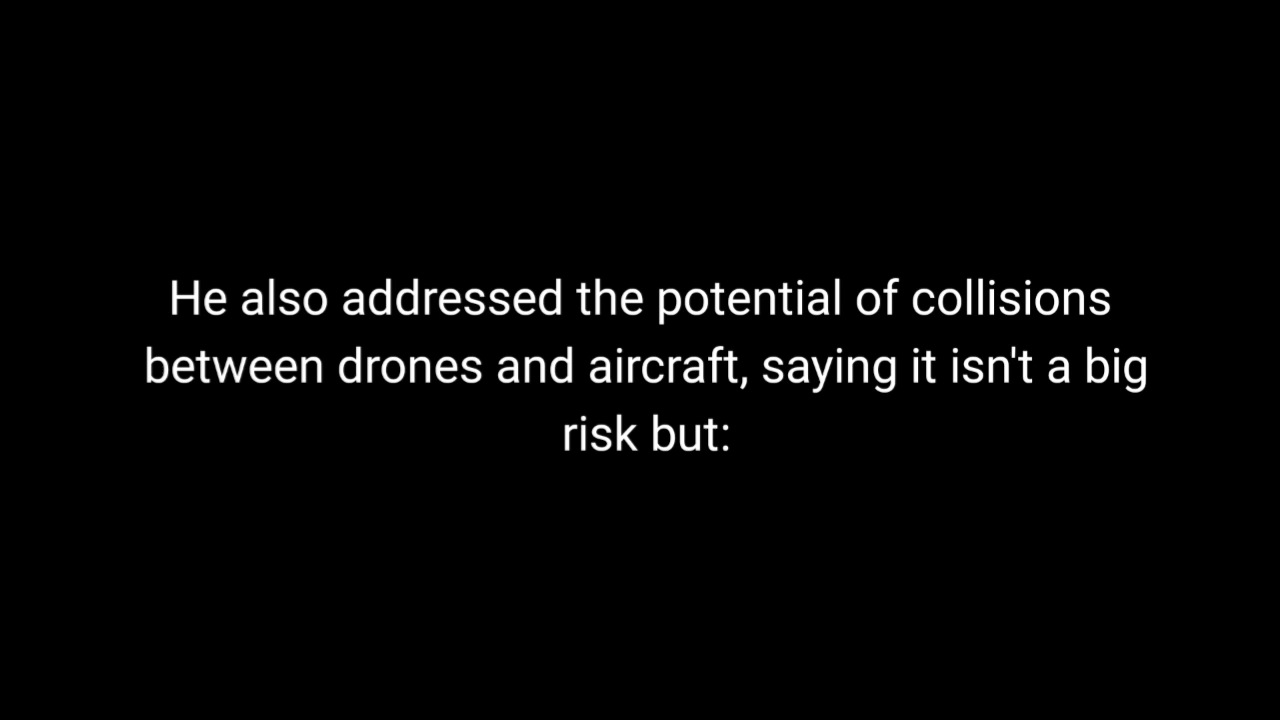 He also addressed the potential of collisions
between drones and aircraft, saying it isn't a big
risk but: